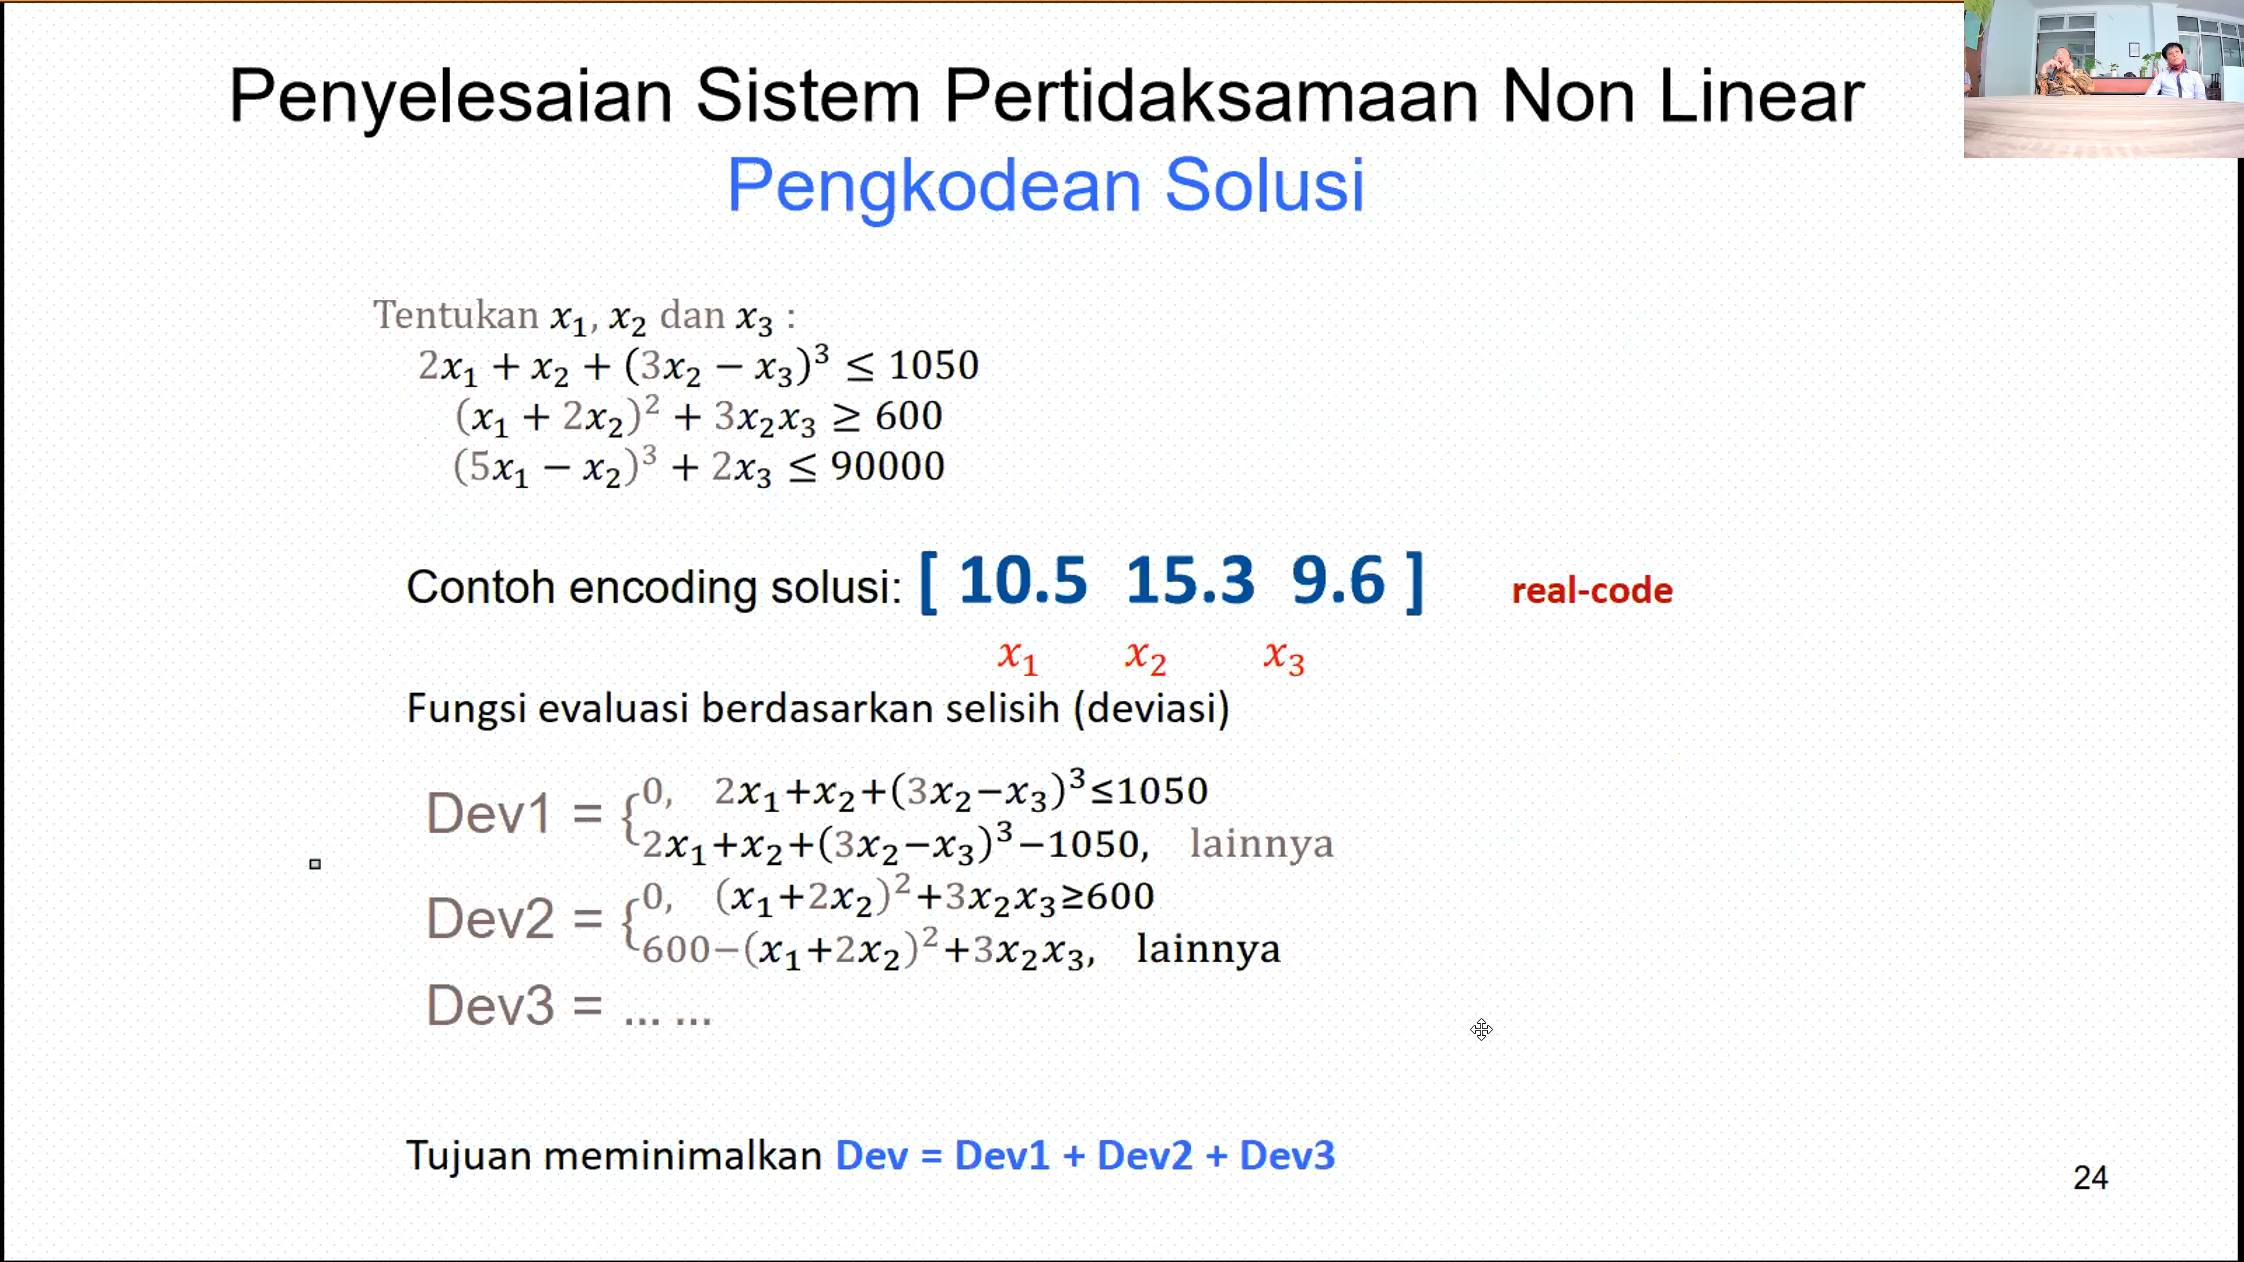 Penyelesaian Sistem Pertidaksamaan Non Linear
Pengkodean Solusi
Tentukan x₁, x₂ dan x₃ :
2x₁ + x₂ + (3x₂ − x₃)³ ≤ 1050
(x₁ + 2x₂)² + 3x₂x₃ ≥ 600
(5x₁ − x₂)³ + 2x₃ ≤ 90000
Contoh encoding solusi: [ 10.5 15.3 9.6 ] real-code
x₁ x₂ x₃
Fungsi evaluasi berdasarkan selisih (deviasi)
Dev1 = {0, 2x₁+x₂+(3x₂−x₃)³≤1050
2x₁+x₂+(3x₂−x₃)³−1050, lainnya
Dev2 = {0, (x₁+2x₂)²+3x₂x₃≥600
600−(x₁+2x₂)²+3x₂x₃, lainnya
Dev3 = ... ...
Tujuan meminimalkan Dev = Dev1 + Dev2 + Dev3
24